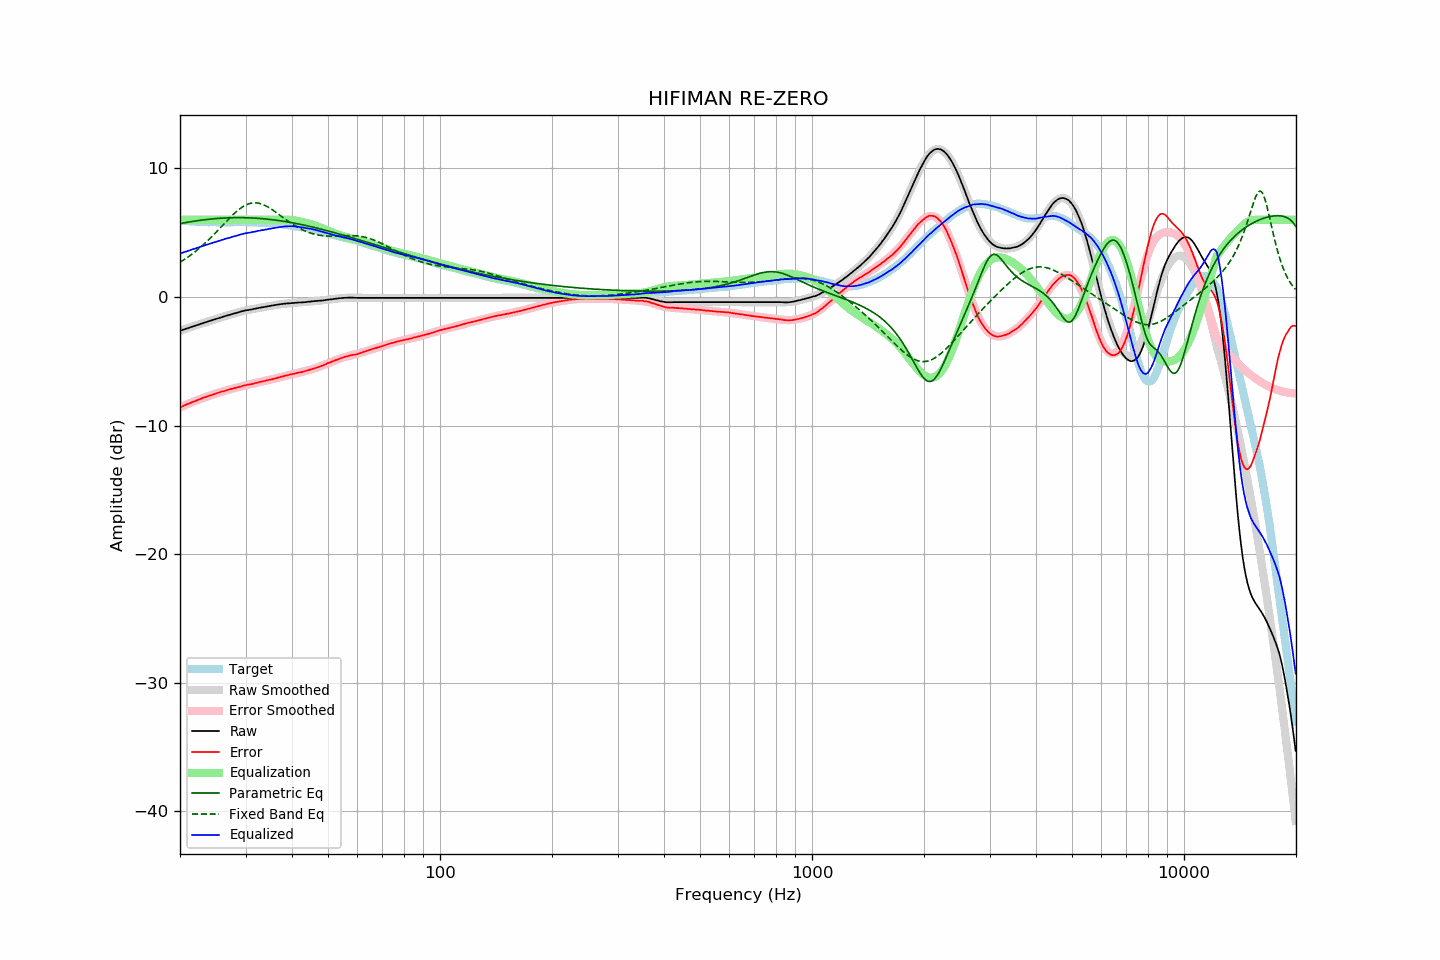 HIFIMAN RE-ZERO
10
0
−10
−20
−30
−40
Amplitude (dBr)
Target
Raw Smoothed
Error Smoothed
Raw
Error
Equalization
Parametric Eq
Fixed Band Eq
Equalized
100
1000
10000
Frequency (Hz)